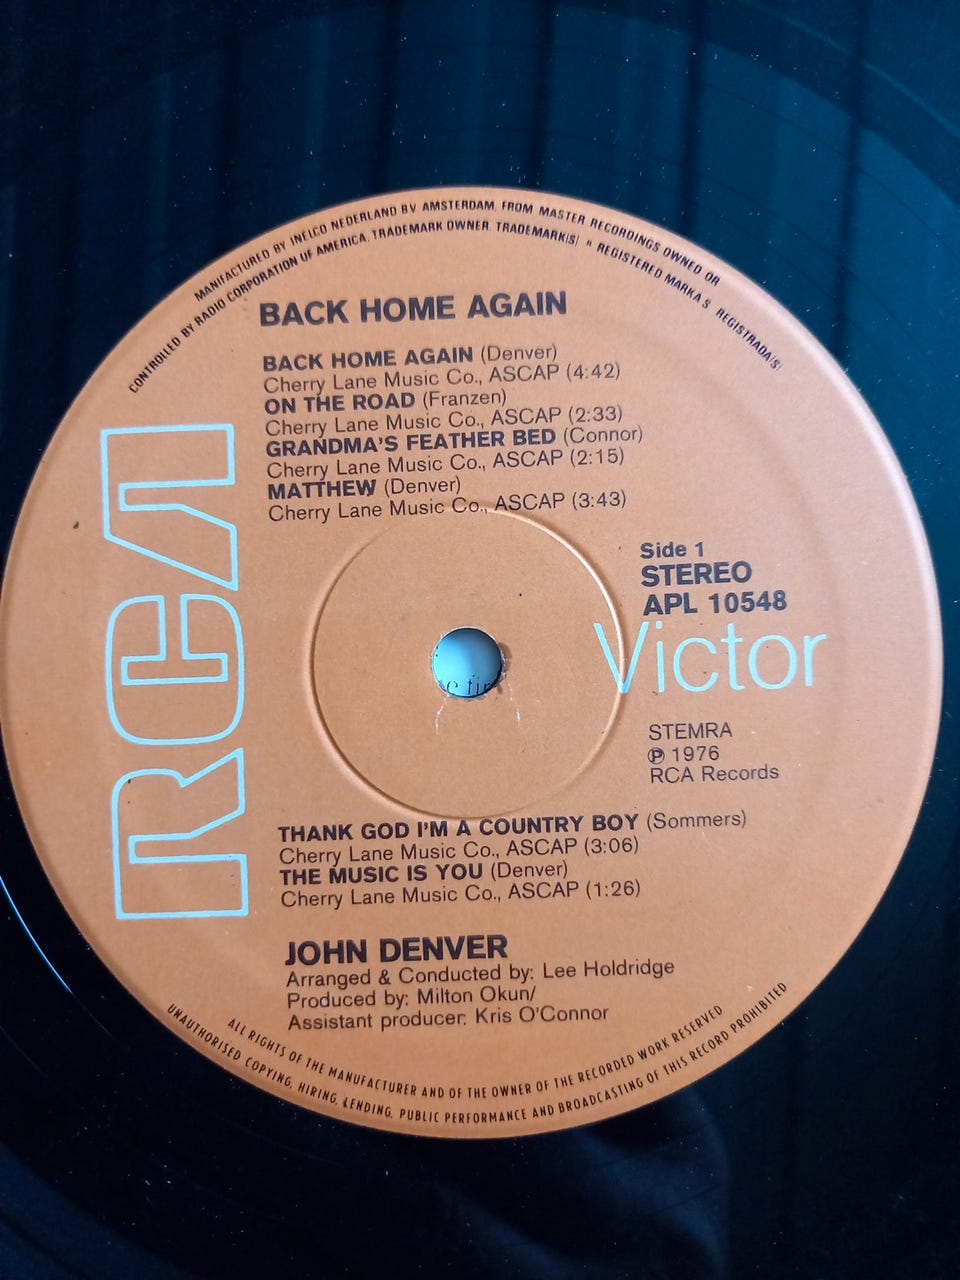 MANIFACTURED BY INELCO NEDERLAND BV AMSTERDAM, FROM MASTER RECORDINGS OWNED OR
CONTROLLED BY RADIO CORPORATION OF AMERICA, TRADEMARK OWNER. TRADEMARK(S) ® REGISTERED MARKA S REGISTRADA(S)
BACK HOME AGAIN
BACK HOME AGAIN (Denver)
Cherry Lane Music Co., ASCAP (4:42)
ON THE ROAD (Franzen)
Cherry Lane Music Co., ASCAP (2:33)
GRANDMA'S FEATHER BED (Connor)
Cherry Lane Music Co., ASCAP (2:15)
MATTHEW (Denver)
Cherry Lane Music Co., ASCAP (3:43)
RCA
Side 1
STEREO
APL 10548
Victor
STEMRA
℗ 1976
RCA Records
THANK GOD I'M A COUNTRY BOY (Sommers)
Cherry Lane Music Co., ASCAP (3:06)
THE MUSIC IS YOU (Denver)
Cherry Lane Music Co., ASCAP (1:26)
JOHN DENVER
Arranged & Conducted by: Lee Holdridge
Produced by: Milton Okun/
Assistant producer: Kris O'Connor
ALL RIGHTS OF THE MANUFACTURER AND OF THE OWNER OF THE RECORDED WORK RESERVED
UNAUTHORISED COPYING, HIRING, LENDING, PUBLIC PERFORMANCE AND BROADCASTING OF THIS RECORD PROHIBITED